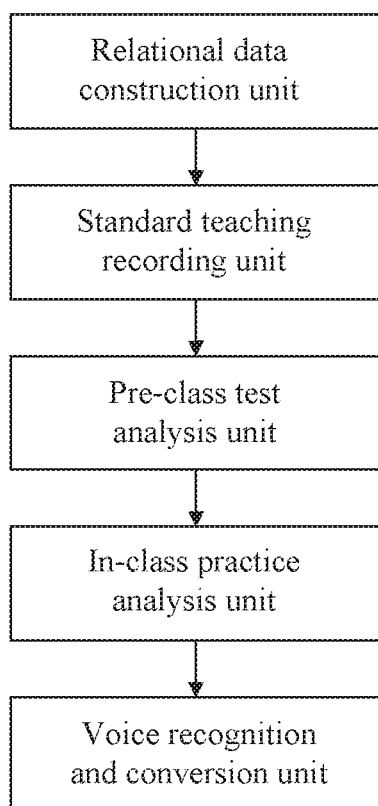 Relational data
construction unit
Standard teaching
recording unit
Pre-class test
analysis unit
In-class practice
analysis unit
Voice recognition
and conversion unit